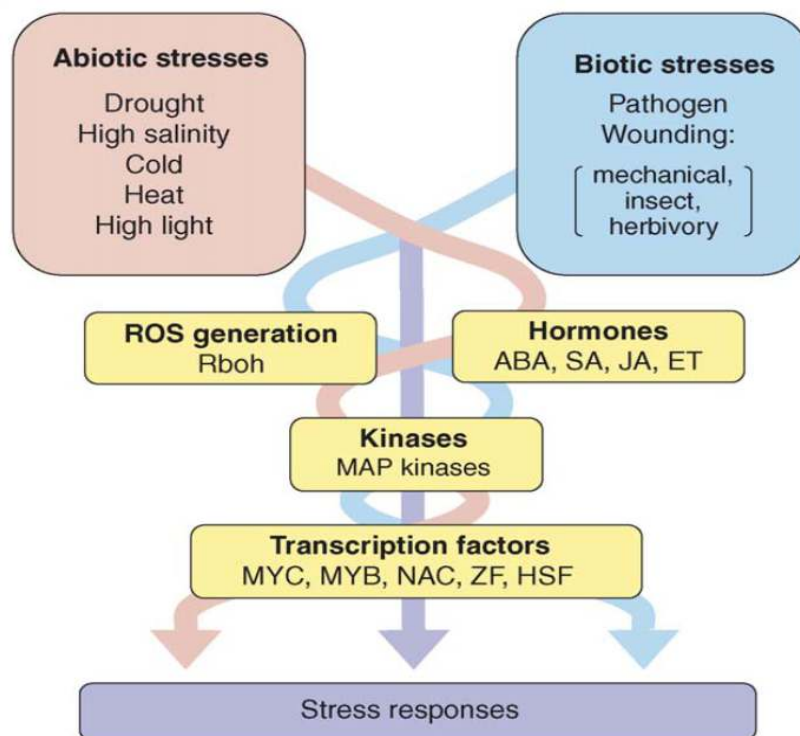 Abiotic stresses
Drought
High salinity
Cold
Heat
High light
Biotic stresses
Pathogen
Wounding:
mechanical,
insect,
herbivory
ROS generation
Rboh
Hormones
ABA, SA, JA, ET
Kinases
MAP kinases
Transcription factors
MYC, MYB, NAC, ZF, HSF
Stress responses